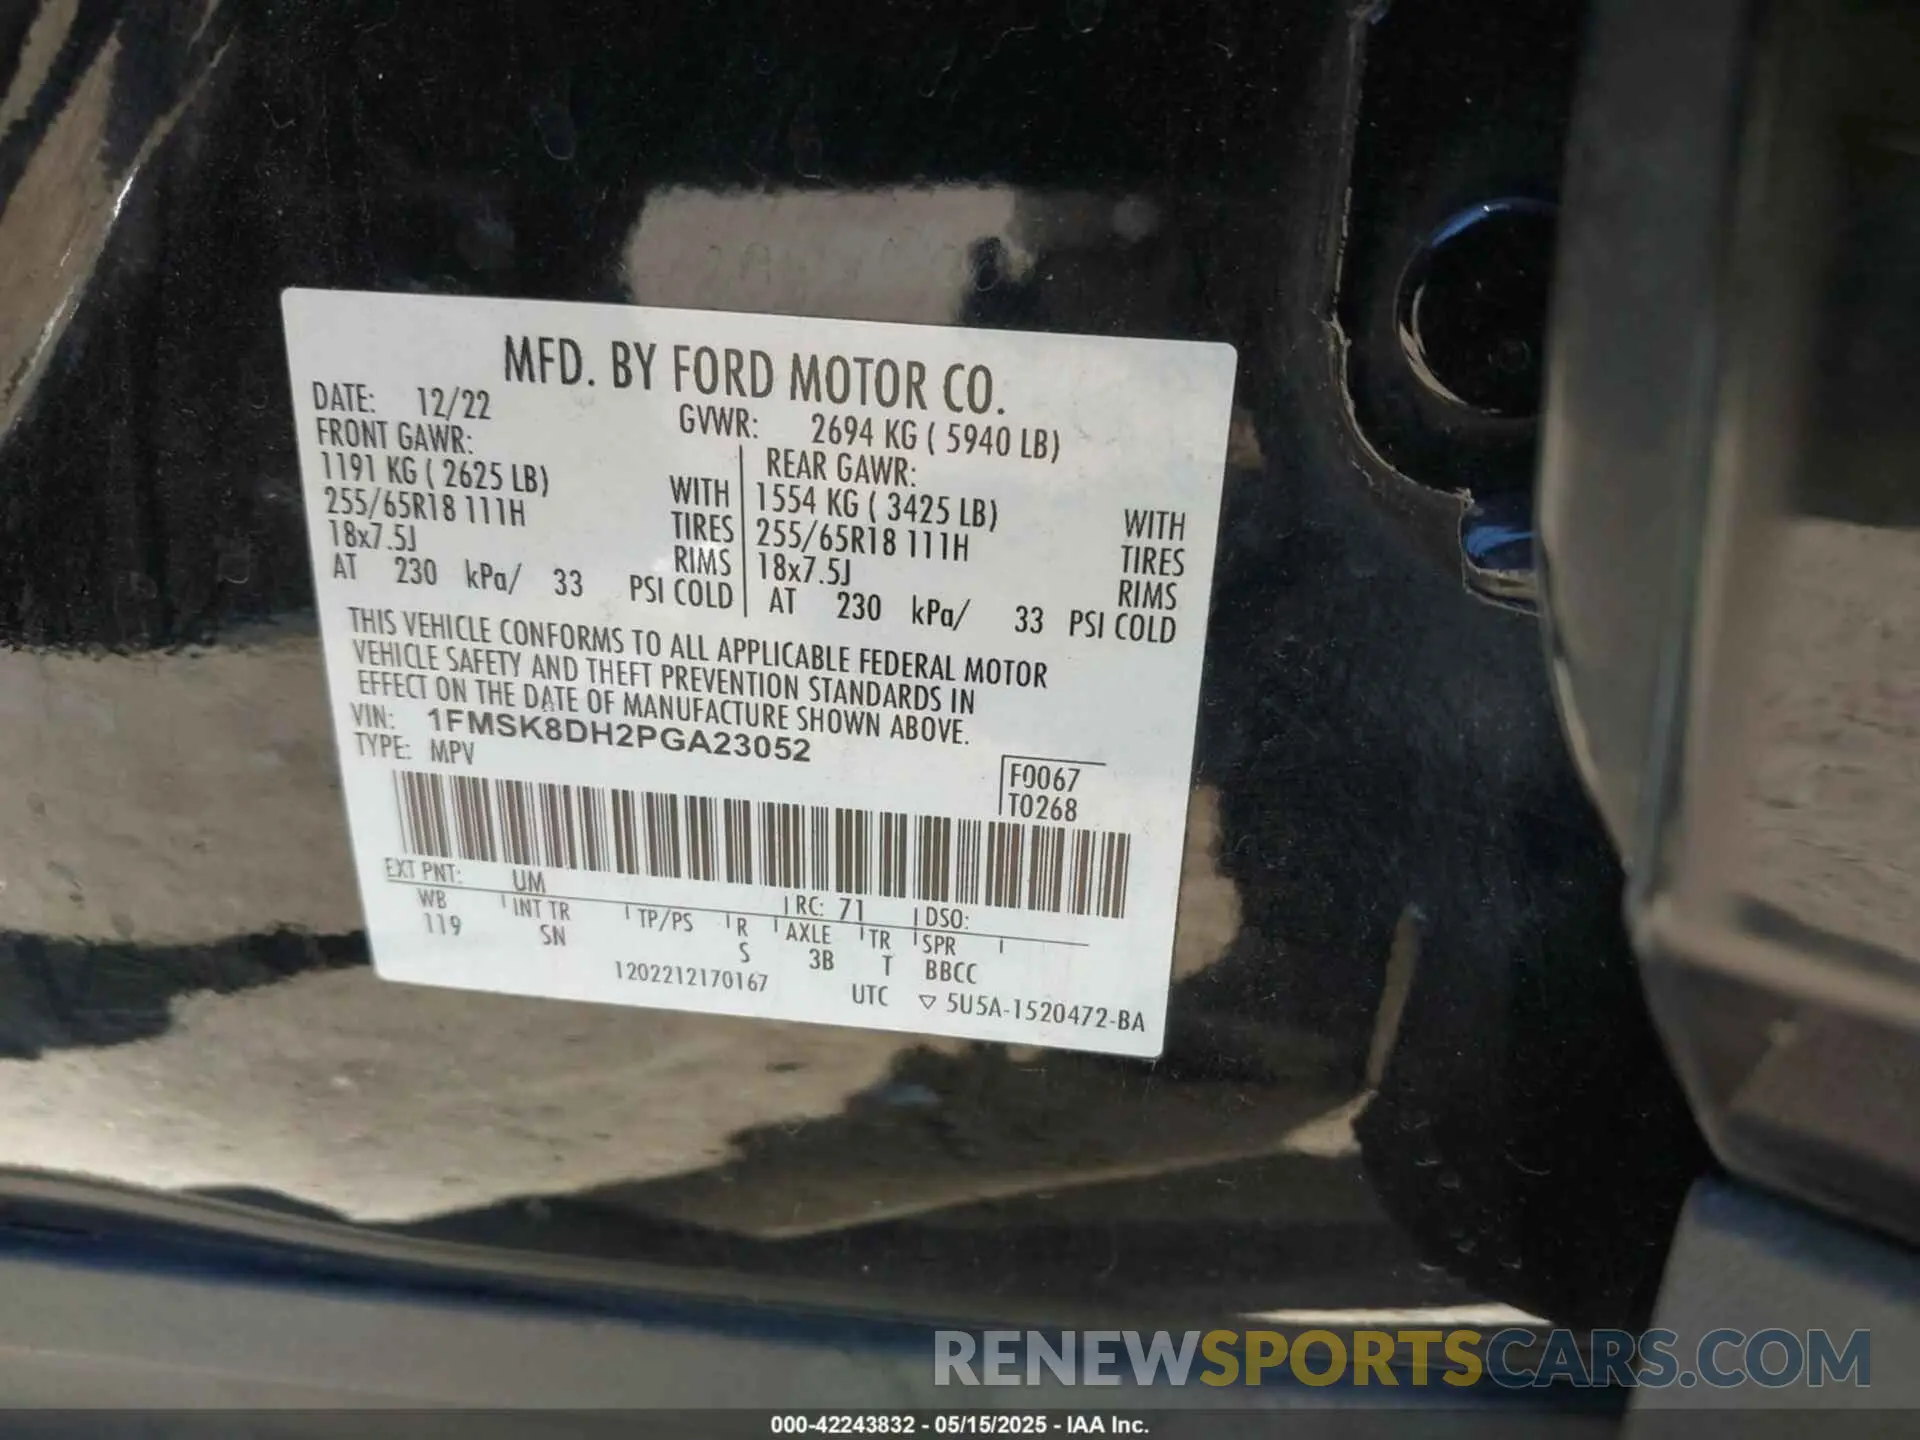 MFD. BY FORD MOTOR CO.
DATE: 12/22 GVWR: 2694 KG ( 5940 LB)
FRONT GAWR: REAR GAWR:
1191 KG ( 2625 LB) WITH 1554 KG ( 3425 LB) WITH
255/65R18 111H TIRES 255/65R18 111H TIRES
18x7.5J RIMS 18x7.5J RIMS
AT 230 kPa/ 33 PSI COLD AT 230 kPa/ 33 PSI COLD
THIS VEHICLE CONFORMS TO ALL APPLICABLE FEDERAL MOTOR
VEHICLE SAFETY AND THEFT PREVENTION STANDARDS IN
EFFECT ON THE DATE OF MANUFACTURE SHOWN ABOVE.
VIN: 1FMSK8DH2PGA23052
TYPE: MPV
F0067
T0268
EXT PNT: UM RC: 71 DSO:
WB INT TR TP/PS R AXLE TR SPR
119 SN S 3B T BBCC
1202212170167 UTC ▽ 5U5A-1520472-BA
RENEWSPORTSCARS.COM
000-42243832 - 05/15/2025 - IAA Inc.